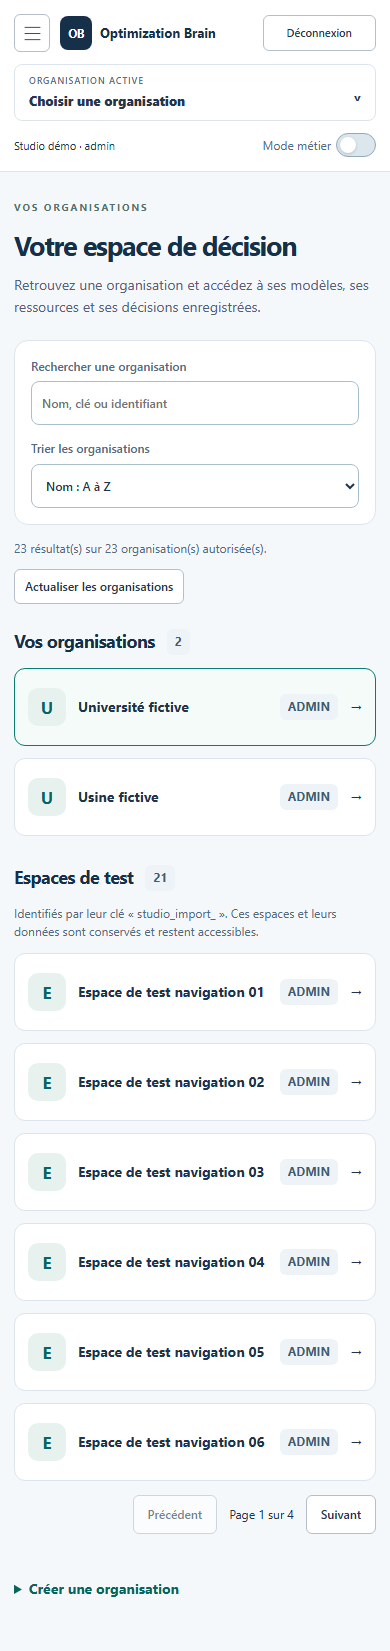 OB Optimization Brain Déconnexion
ORGANISATION ACTIVE
Choisir une organisation v
Studio démo · admin Mode métier
VOS ORGANISATIONS
Votre espace de décision
Retrouvez une organisation et accédez à ses modèles, ses
ressources et ses décisions enregistrées.
Rechercher une organisation
Nom, clé ou identifiant
Trier les organisations
Nom : A à Z
23 résultat(s) sur 23 organisation(s) autorisée(s).
Actualiser les organisations
Vos organisations 2
U Université fictive ADMIN →
U Usine fictive ADMIN →
Espaces de test 21
Identifiés par leur clé « studio_import_ ». Ces espaces et leurs
données sont conservés et restent accessibles.
E Espace de test navigation 01 ADMIN →
E Espace de test navigation 02 ADMIN →
E Espace de test navigation 03 ADMIN →
E Espace de test navigation 04 ADMIN →
E Espace de test navigation 05 ADMIN →
E Espace de test navigation 06 ADMIN →
Précédent Page 1 sur 4 Suivant
▶ Créer une organisation